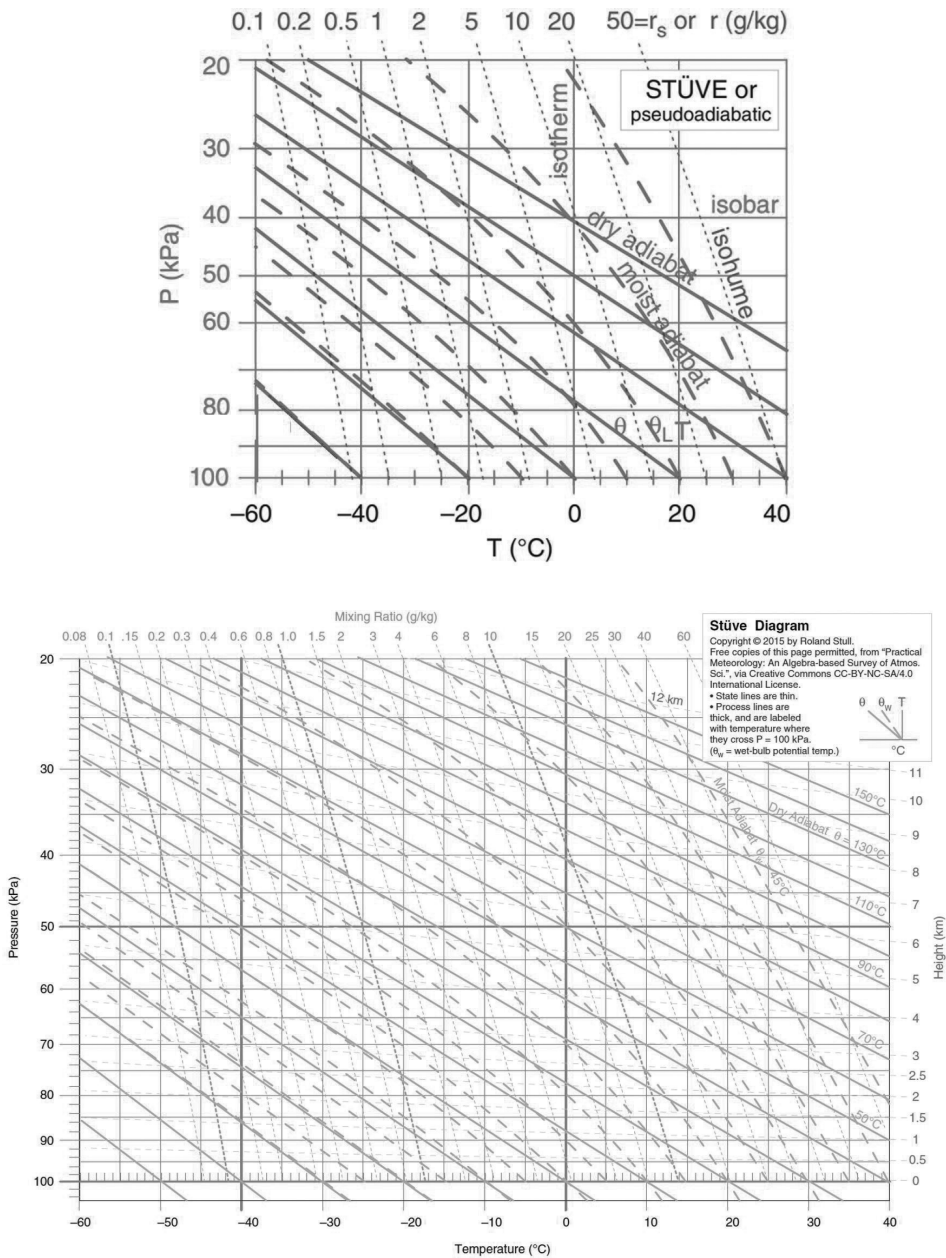 0.1 0.2 0.5 1 2 5 10 20 50=rs or r (g/kg)
STÜVE or
pseudoadiabatic
isotherm
isobar
dry adiabat
moist adiabat
isohume
θ θL T
P (kPa)
20
30
40
50
60
80
100
–60 –40 –20 0 20 40
T (°C)
Mixing Ratio (g/kg)
0.08 0.1 .15 0.2 0.3 0.4 0.6 0.8 1.0 1.5 2 3 4 6 8 10 15 20 25 30 40 60
Stüve Diagram
Copyright © 2015 by Roland Stull.
Free copies of this page permitted, from "Practical
Meteorology: An Algebra-based Survey of Atmos.
Sci.", via Creative Commons CC-BY-NC-SA/4.0
International License.
• State lines are thin.
• Process lines are
thick, and are labeled
with temperature where
they cross P = 100 kPa.
(θw = wet-bulb potential temp.)
θ θw T
°C
12 km
Pressure (kPa)
20
30
40
50
60
70
80
90
100
Moist Adiabat θw = 45°C
Dry Adiabat θ = 130°C
150°C
110°C
90°C
70°C
50°C
11
10
9
8
7
6
5
4
3
2.5
2
1.5
1
0.5
0
Height (km)
–60 –50 –40 –30 –20 –10 0 10 20 30 40
Temperature (°C)